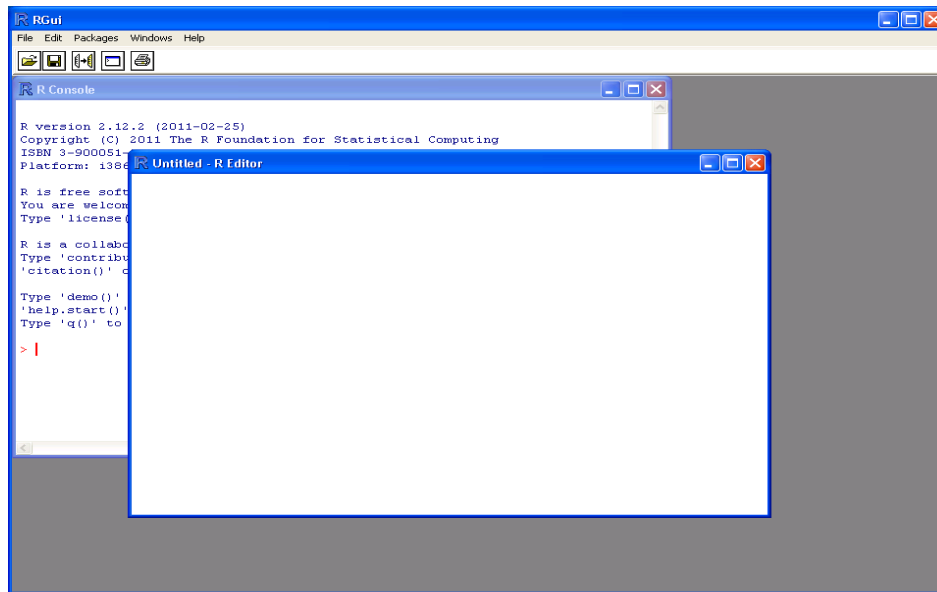 RGui
File Edit Packages Windows Help
R Console
R version 2.12.2 (2011-02-25)
Copyright (C) 2011 The R Foundation for Statistical Computing
ISBN 3-900051-
Platform: i386
Untitled - R Editor
R is free soft
You are welcom
Type 'license(
R is a collabo
Type 'contribu
'citation()' o
Type 'demo()'
'help.start()'
Type 'q()' to
>